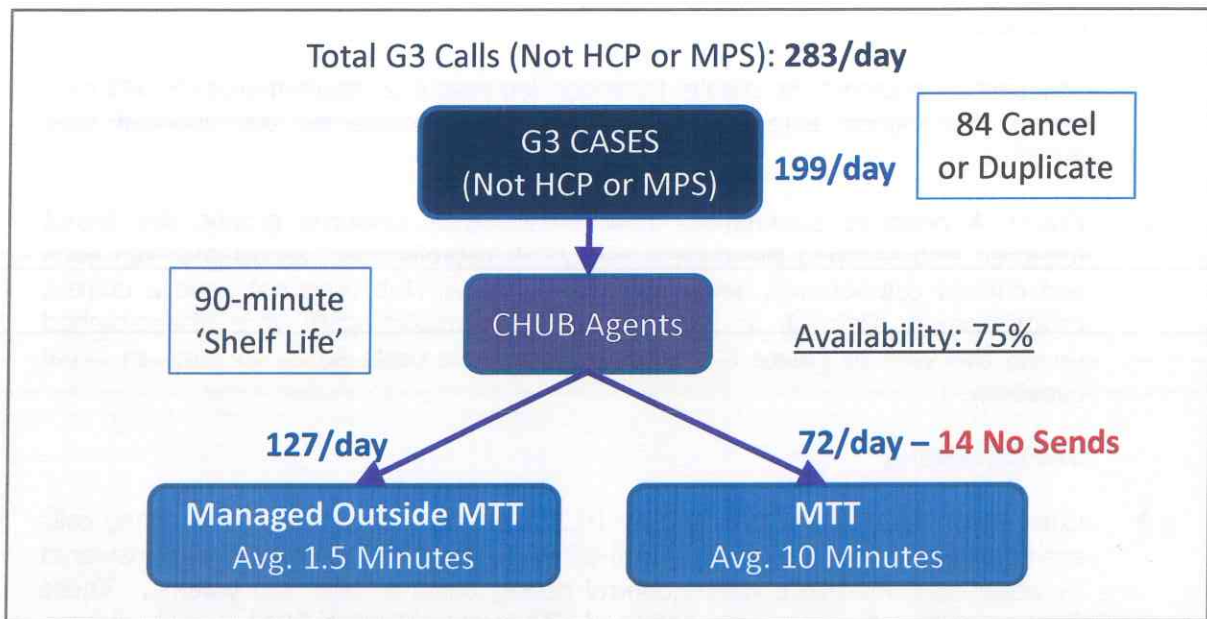 Total G3 Calls (Not HCP or MPS): 283/day
G3 CASES
(Not HCP or MPS)
199/day
84 Cancel
or Duplicate
90-minute
‘Shelf Life’
CHUB Agents
Availability: 75%
127/day
72/day – 14 No Sends
Managed Outside MTT
Avg. 1.5 Minutes
MTT
Avg. 10 Minutes